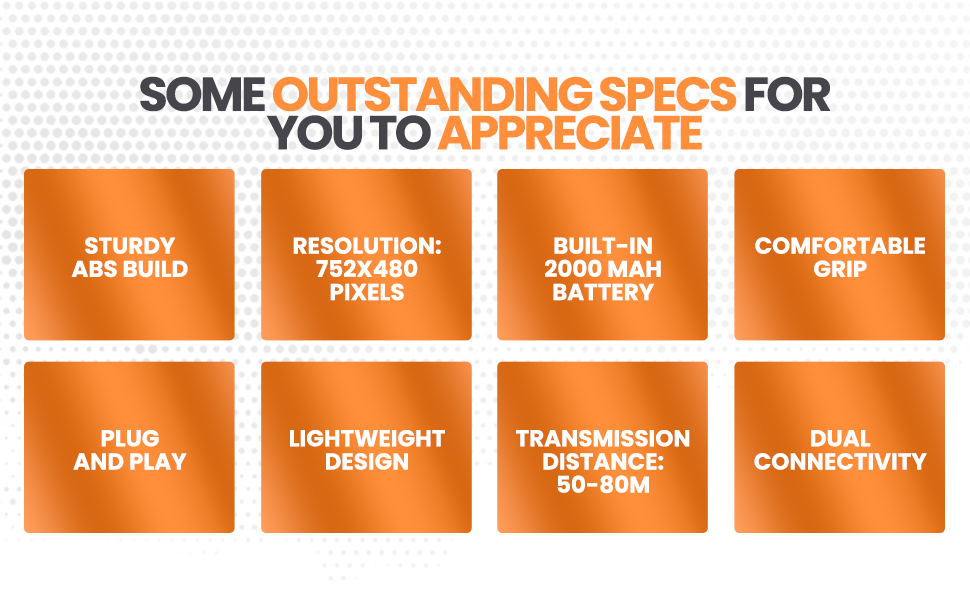 SOME OUTSTANDING SPECS FOR
YOU TO APPRECIATE
STURDY
ABS BUILD
RESOLUTION:
752X480
PIXELS
BUILT-IN
2000 MAH
BATTERY
COMFORTABLE
GRIP
PLUG
AND PLAY
LIGHTWEIGHT
DESIGN
TRANSMISSION
DISTANCE:
50-80M
DUAL
CONNECTIVITY